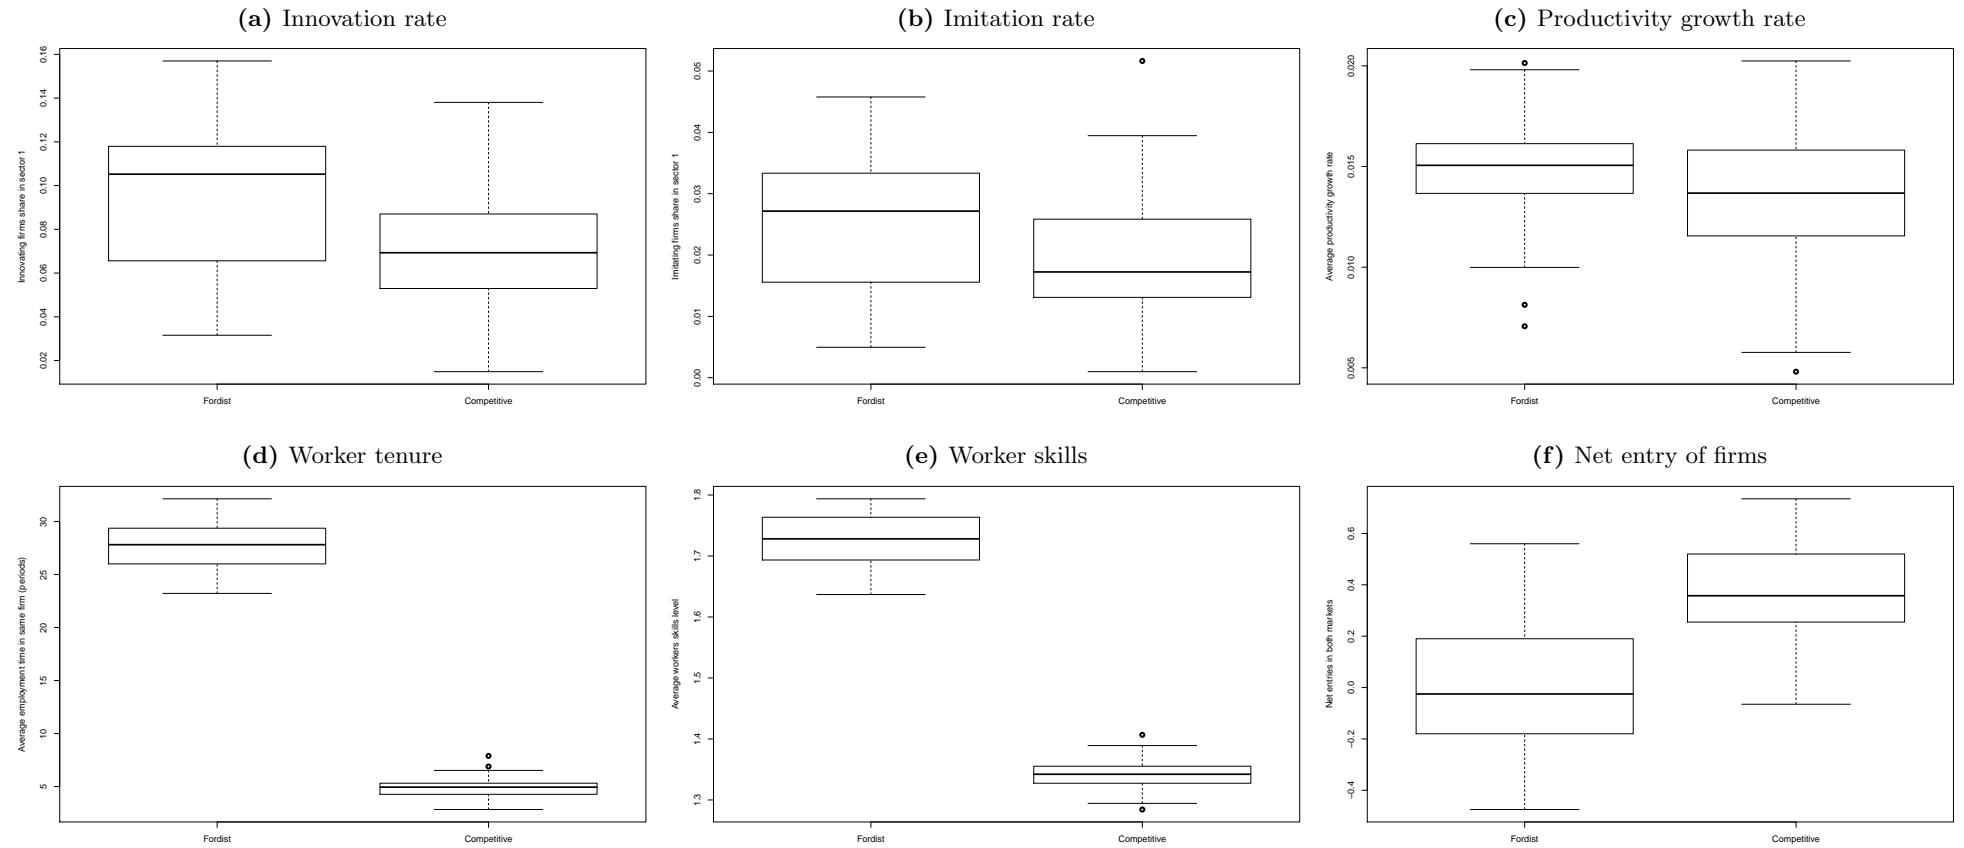 (a) Innovation rate
(b) Imitation rate
(c) Productivity growth rate
Innovating firms share in sector 1
0.02 0.04 0.06 0.08 0.10 0.12 0.14 0.16
Fordist
Competitive
Imitating firms share in sector 1
0.00 0.01 0.02 0.03 0.04 0.05
Fordist
Competitive
Average productivity growth rate
0.005 0.010 0.015 0.020
Fordist
Competitive
(d) Worker tenure
(e) Worker skills
(f) Net entry of firms
Average employment time in same firm (periods)
5 10 15 20 25 30
Fordist
Competitive
Average workers skills level
1.3 1.4 1.5 1.6 1.7 1.8
Fordist
Competitive
Net entries in both markets
−0.4 −0.2 0.0 0.2 0.4 0.6
Fordist
Competitive